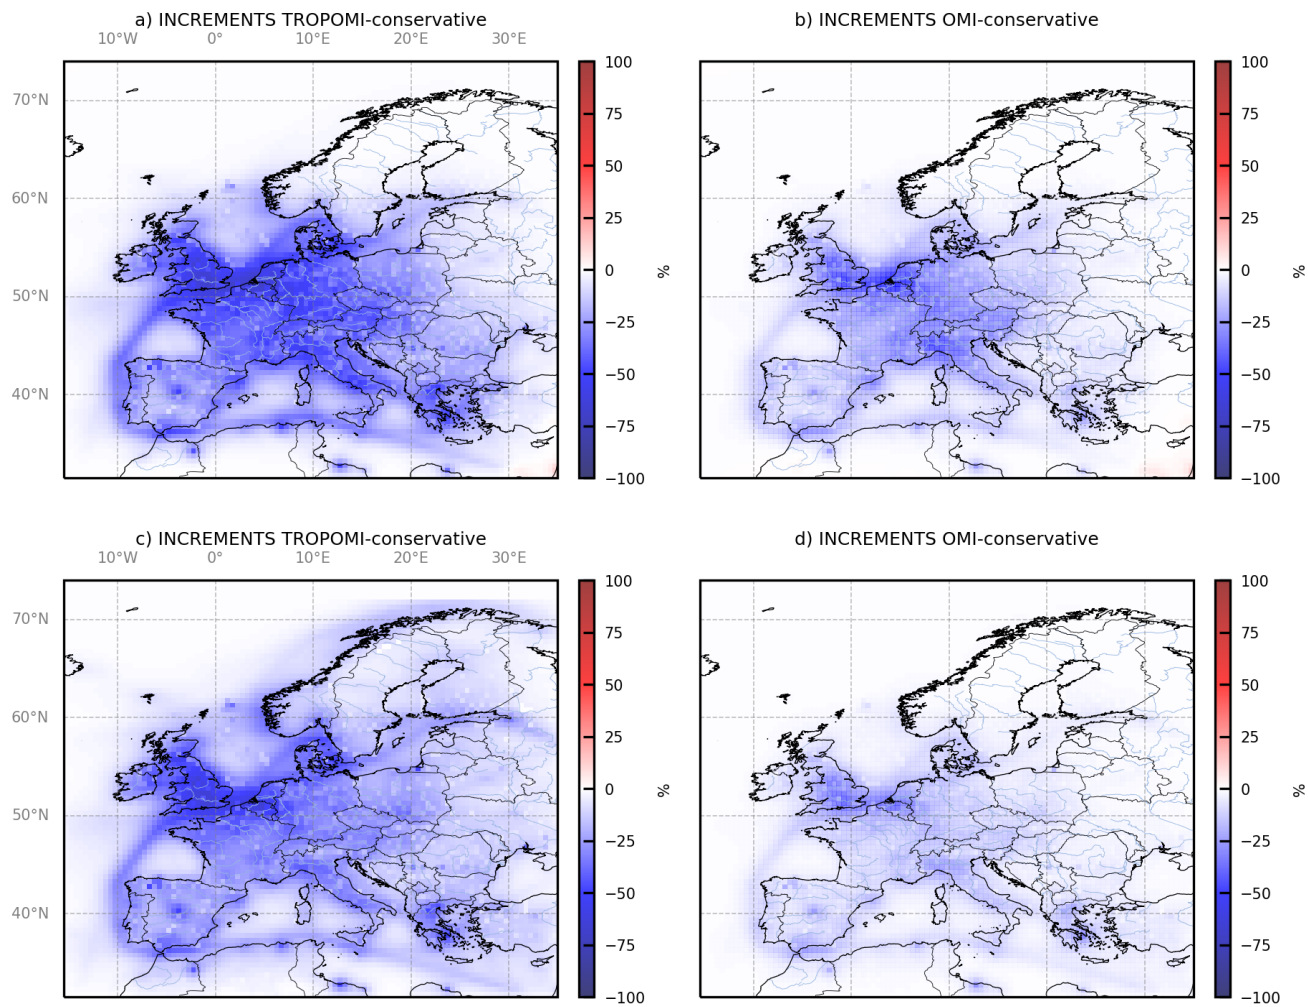 a) INCREMENTS TROPOMI-conservative
10°W 0° 10°E 20°E 30°E
70°N
60°N
50°N
40°N
100
75
50
25
0
−25
−50
−75
−100
%
b) INCREMENTS OMI-conservative
100
75
50
25
0
−25
−50
−75
−100
%
c) INCREMENTS TROPOMI-conservative
10°W 0° 10°E 20°E 30°E
70°N
60°N
50°N
40°N
100
75
50
25
0
−25
−50
−75
−100
%
d) INCREMENTS OMI-conservative
100
75
50
25
0
−25
−50
−75
−100
%